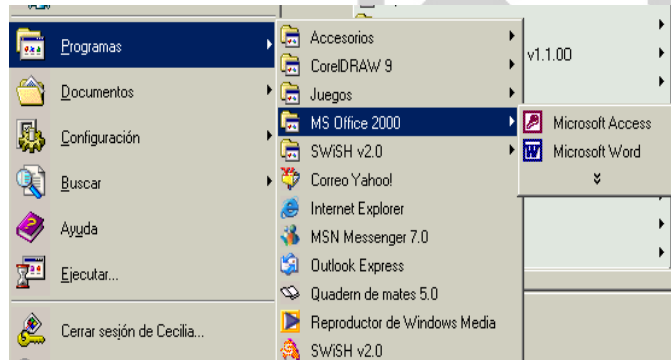 Programas
Documentos
Configuración
Buscar
Ayuda
Ejecutar...
Cerrar sesión de Cecilia...
Accesorios
CorelDRAW 9
Juegos
MS Office 2000
SWiSH v2.0
Correo Yahoo!
Internet Explorer
MSN Messenger 7.0
Outlook Express
Quadern de mates 5.0
Reproductor de Windows Media
SWiSH v2.0
v1.1.00
Microsoft Access
Microsoft Word